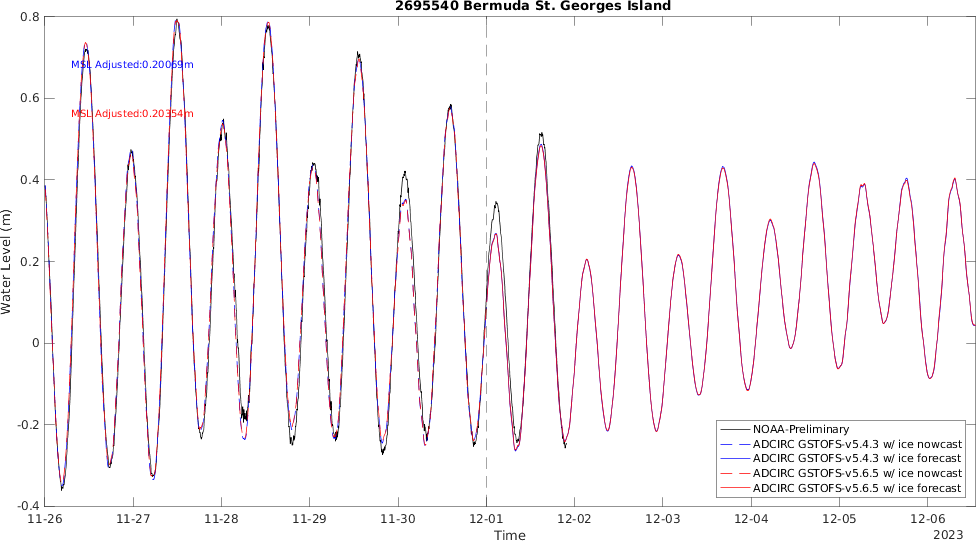 2695540 Bermuda St. Georges Island
0.8
MSL Adjusted:0.20069m
0.6
MSL Adjusted:0.20354m
0.4
0.2
0
-0.2
-0.4
Water Level (m)
NOAA-Preliminary
ADCIRC GSTOFS-v5.4.3 w/ ice nowcast
ADCIRC GSTOFS-v5.4.3 w/ ice forecast
ADCIRC GSTOFS-v5.6.5 w/ ice nowcast
ADCIRC GSTOFS-v5.6.5 w/ ice forecast
11-26 11-27 11-28 11-29 11-30 12-01 12-02 12-03 12-04 12-05 12-06
Time
2023